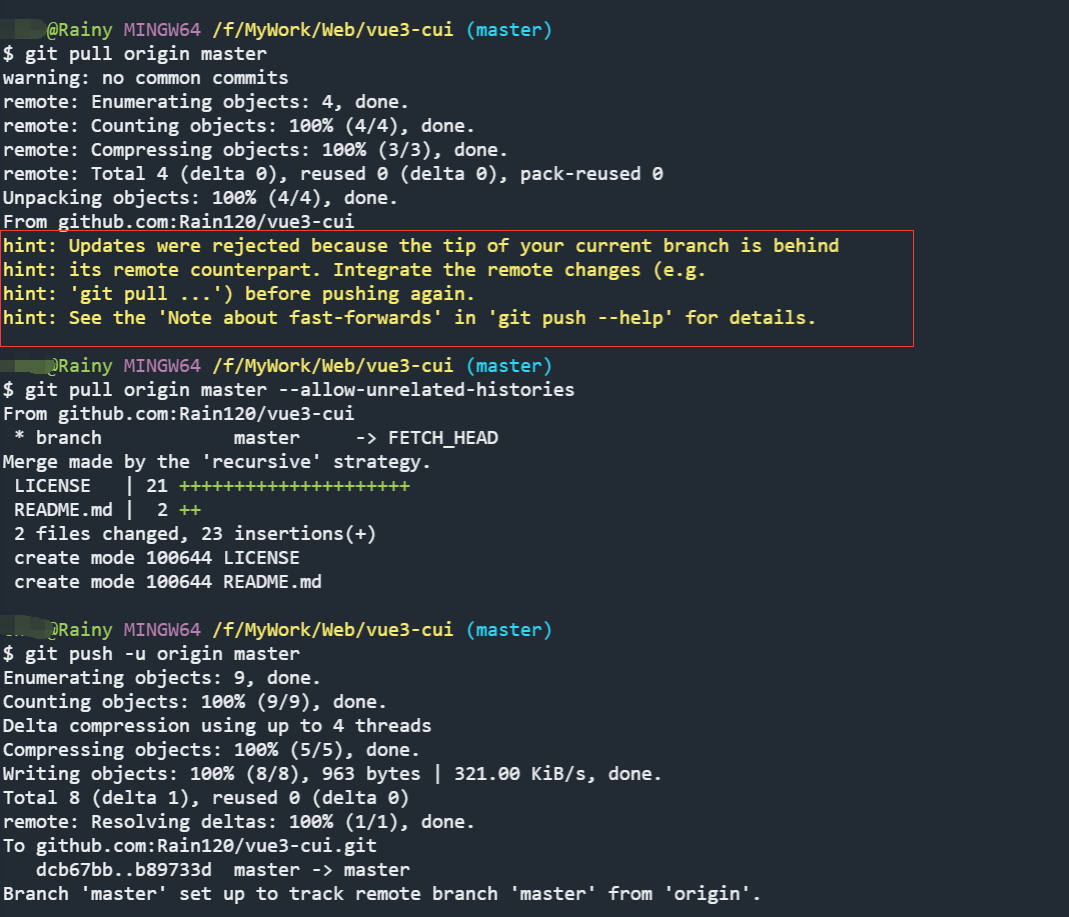 @Rainy MINGW64 /f/MyWork/Web/vue3-cui (master)
$ git pull origin master
warning: no common commits
remote: Enumerating objects: 4, done.
remote: Counting objects: 100% (4/4), done.
remote: Compressing objects: 100% (3/3), done.
remote: Total 4 (delta 0), reused 0 (delta 0), pack-reused 0
Unpacking objects: 100% (4/4), done.
From github.com:Rain120/vue3-cui
hint: Updates were rejected because the tip of your current branch is behind
hint: its remote counterpart. Integrate the remote changes (e.g.
hint: 'git pull ...') before pushing again.
hint: See the 'Note about fast-forwards' in 'git push --help' for details.
@Rainy MINGW64 /f/MyWork/Web/vue3-cui (master)
$ git pull origin master --allow-unrelated-histories
From github.com:Rain120/vue3-cui
 * branch            master     -> FETCH_HEAD
Merge made by the 'recursive' strategy.
 LICENSE   | 21 +++++++++++++++++++++
 README.md |  2 ++
 2 files changed, 23 insertions(+)
 create mode 100644 LICENSE
 create mode 100644 README.md
@Rainy MINGW64 /f/MyWork/Web/vue3-cui (master)
$ git push -u origin master
Enumerating objects: 9, done.
Counting objects: 100% (9/9), done.
Delta compression using up to 4 threads
Compressing objects: 100% (5/5), done.
Writing objects: 100% (8/8), 963 bytes | 321.00 KiB/s, done.
Total 8 (delta 1), reused 0 (delta 0)
remote: Resolving deltas: 100% (1/1), done.
To github.com:Rain120/vue3-cui.git
   dcb67bb..b89733d  master -> master
Branch 'master' set up to track remote branch 'master' from 'origin'.